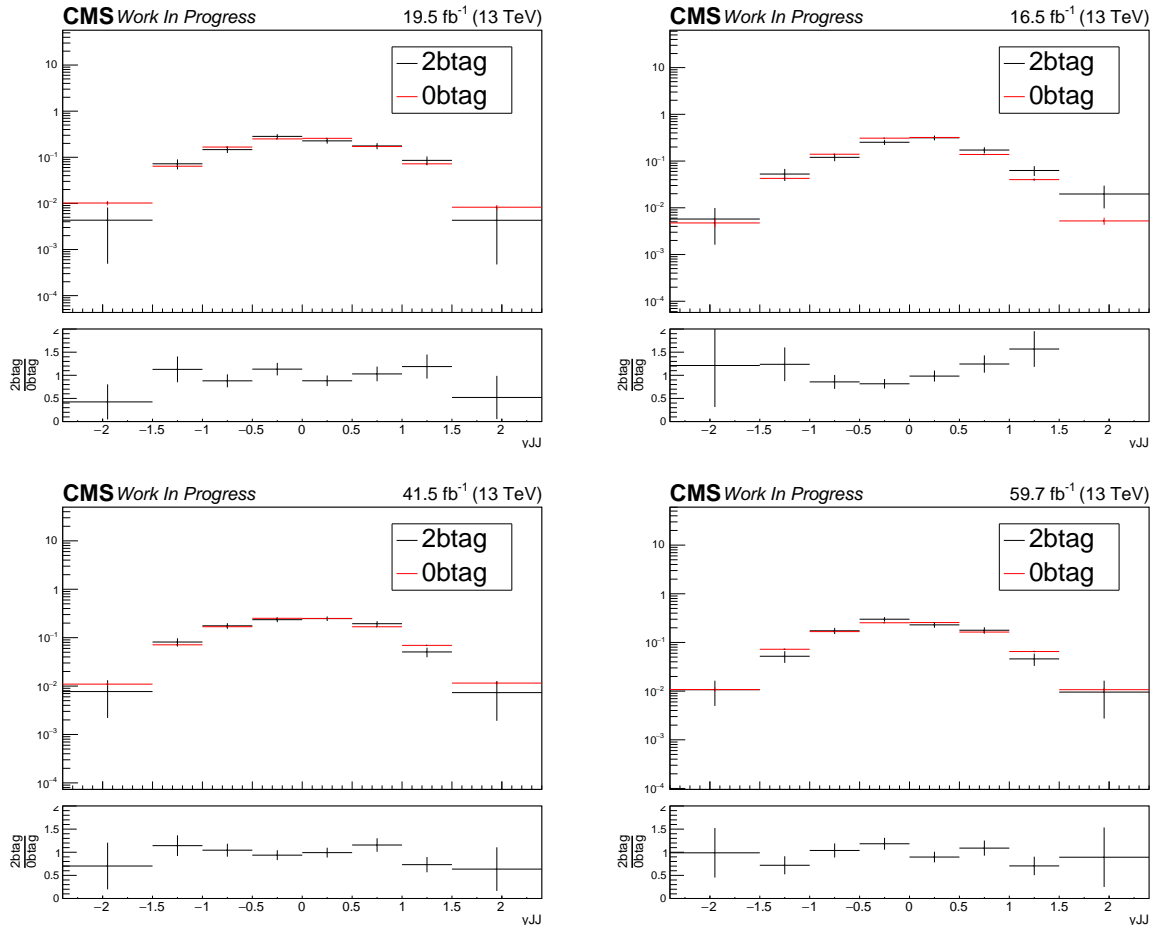 CMS Work In Progress 19.5 fb⁻¹ (13 TeV)
2btag
0btag
10
1
10⁻¹
10⁻²
10⁻³
10⁻⁴
2
1.5
1
0.5
0
2btag
0btag
−2 −1.5 −1 −0.5 0 0.5 1 1.5 2
yJJ
CMS Work In Progress 16.5 fb⁻¹ (13 TeV)
2btag
0btag
10
1
10⁻¹
10⁻²
10⁻³
10⁻⁴
2
1.5
1
0.5
0
2btag
0btag
−2 −1.5 −1 −0.5 0 0.5 1 1.5 2
yJJ
CMS Work In Progress 41.5 fb⁻¹ (13 TeV)
2btag
0btag
10
1
10⁻¹
10⁻²
10⁻³
10⁻⁴
2
1.5
1
0.5
0
2btag
0btag
−2 −1.5 −1 −0.5 0 0.5 1 1.5 2
yJJ
CMS Work In Progress 59.7 fb⁻¹ (13 TeV)
2btag
0btag
10
1
10⁻¹
10⁻²
10⁻³
10⁻⁴
2
1.5
1
0.5
0
2btag
0btag
−2 −1.5 −1 −0.5 0 0.5 1 1.5 2
yJJ